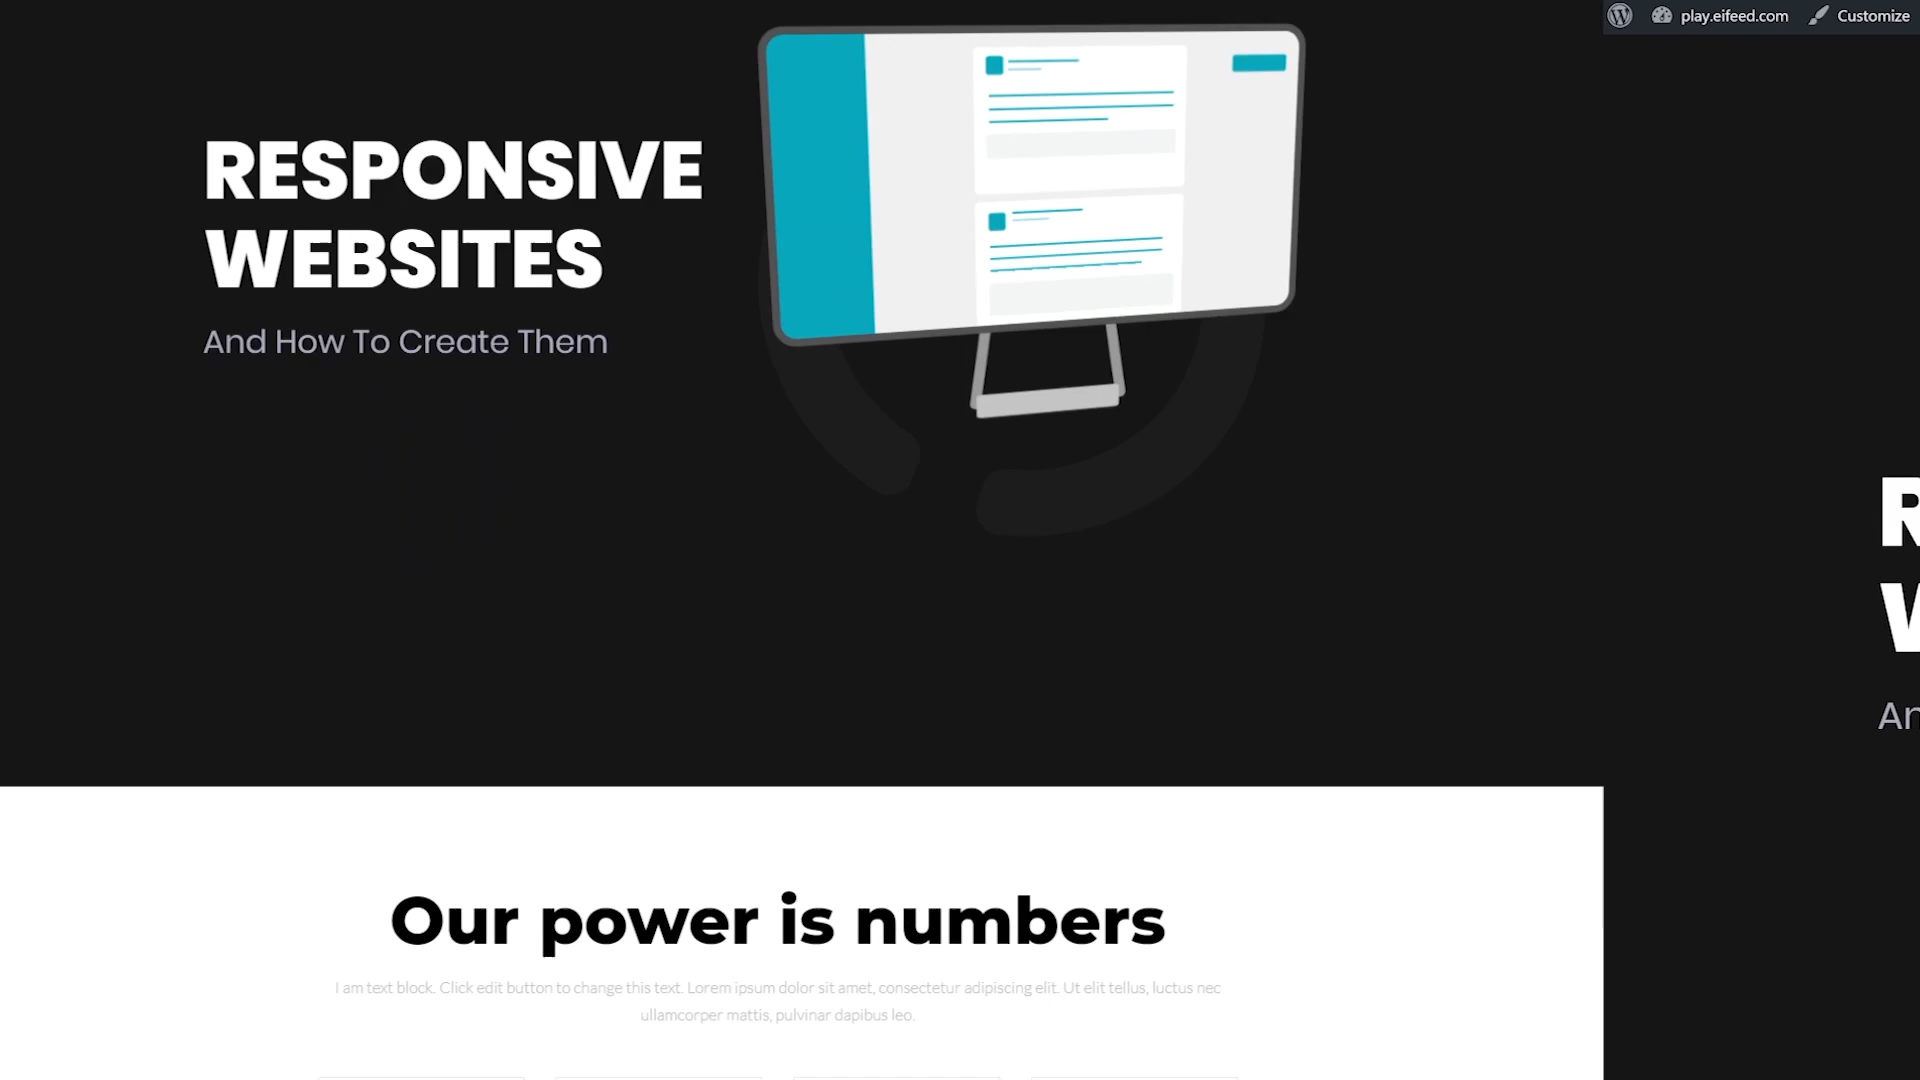 play.eifeed.com
Customize
RESPONSIVE
WEBSITES
And How To Create Them
R
W
An
Our power is numbers
I am text block. Click edit button to change this text. Lorem ipsum dolor sit amet, consectetur adipiscing elit. Ut elit tellus, luctus nec
ullamcorper mattis, pulvinar dapibus leo.